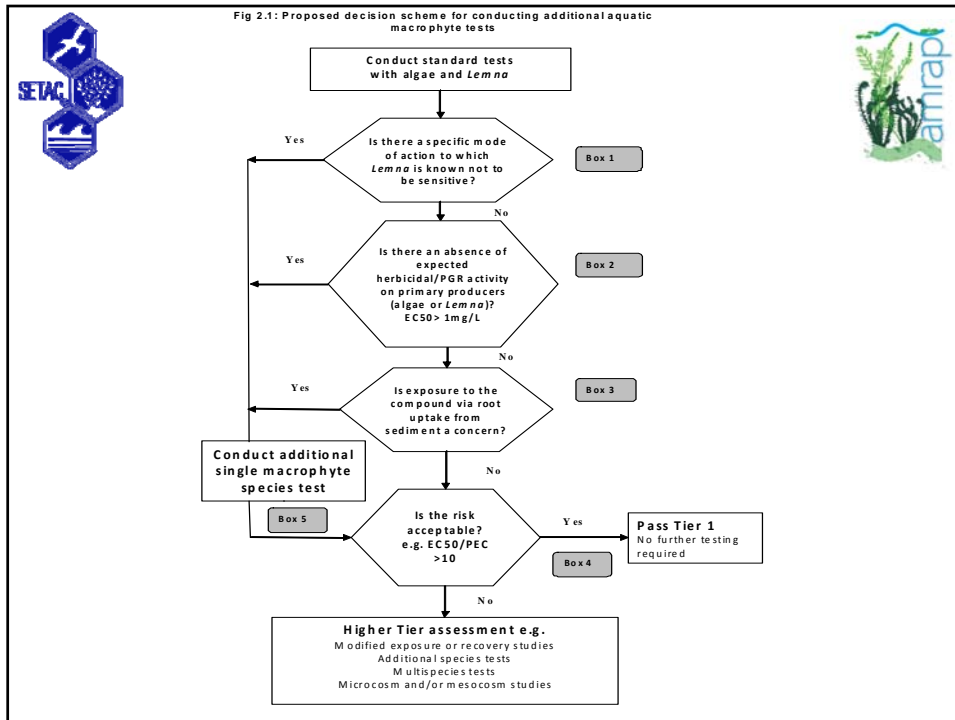 Fig 2.1: Proposed decision scheme for conducting additional aquatic
macrophyte tests
SETAC
amrap
Conduct standard tests
with algae and Lemna
Yes
Is there a specific mode
of action to which
Lemna is known not to
be sensitive?
Box 1
No
Yes
Is there an absence of
expected
herbicidal/PGR activity
on primary producers
(algae or Lemna)?
EC50> 1mg/L
Box 2
No
Yes
Is exposure to the
compound via root
uptake from
sediment a concern?
Box 3
No
Conduct additional
single macrophyte
species test
Box 5
Is the risk
acceptable?
e.g. EC50/PEC
>10
Yes
Box 4
Pass Tier 1
No further testing
required
No
Higher Tier assessment e.g.
Modified exposure or recovery studies
Additional species tests
Multispecies tests
Microcosm and/or mesocosm studies